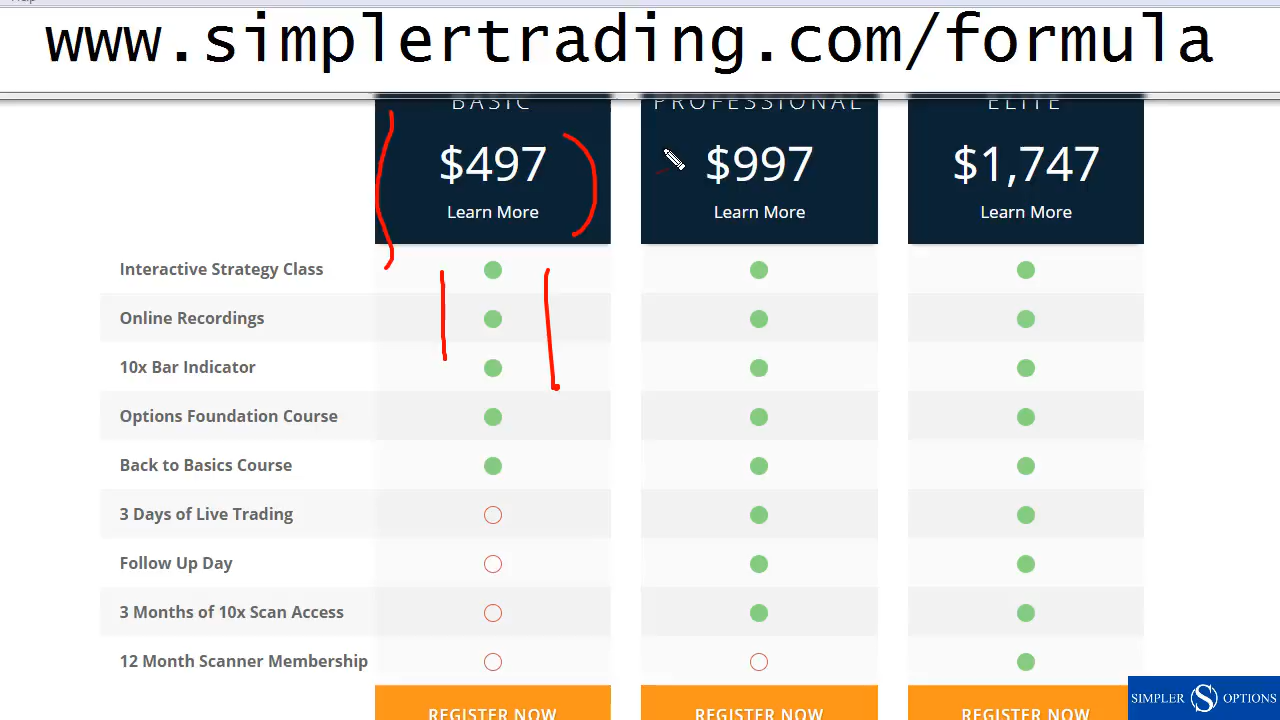 www.simplertrading.com/formula
BASIC PROFESSIONAL ELITE
$497 $997 $1,747
Learn More Learn More Learn More
Interactive Strategy Class
Online Recordings
10x Bar Indicator
Options Foundation Course
Back to Basics Course
3 Days of Live Trading
Follow Up Day
3 Months of 10x Scan Access
12 Month Scanner Membership
REGISTER NOW REGISTER NOW REGISTER NOW
SIMPLER S OPTIONS